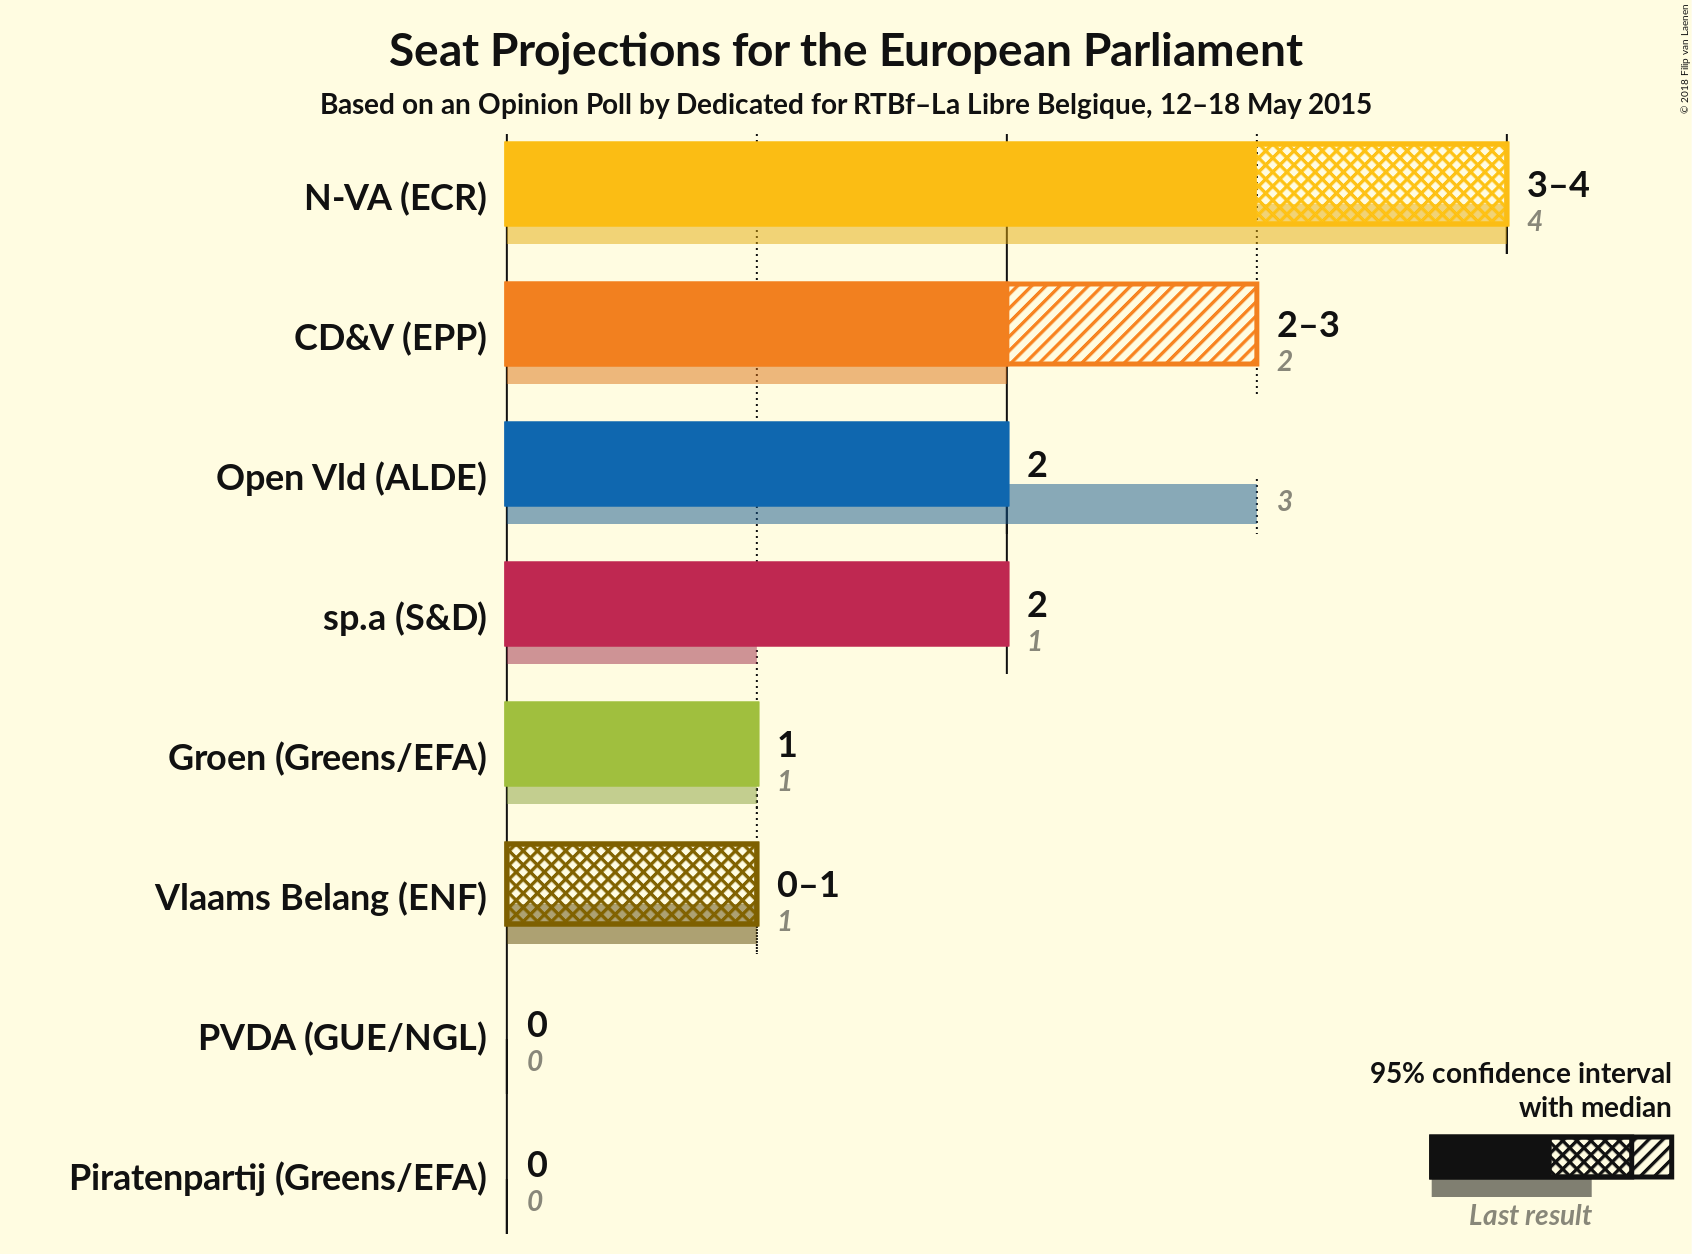 Seat Projections for the European Parliament
Based on an Opinion Poll by Dedicated for RTBf–La Libre Belgique, 12–18 May 2015
© 2018 Filip van Laenen
N-VA (ECR)
3–4
4
CD&V (EPP)
2–3
2
Open Vld (ALDE)
2
3
sp.a (S&D)
2
1
Groen (Greens/EFA)
1
1
Vlaams Belang (ENF)
0–1
1
PVDA (GUE/NGL)
0
0
Piratenpartij (Greens/EFA)
0
0
95% confidence interval
with median
Last result